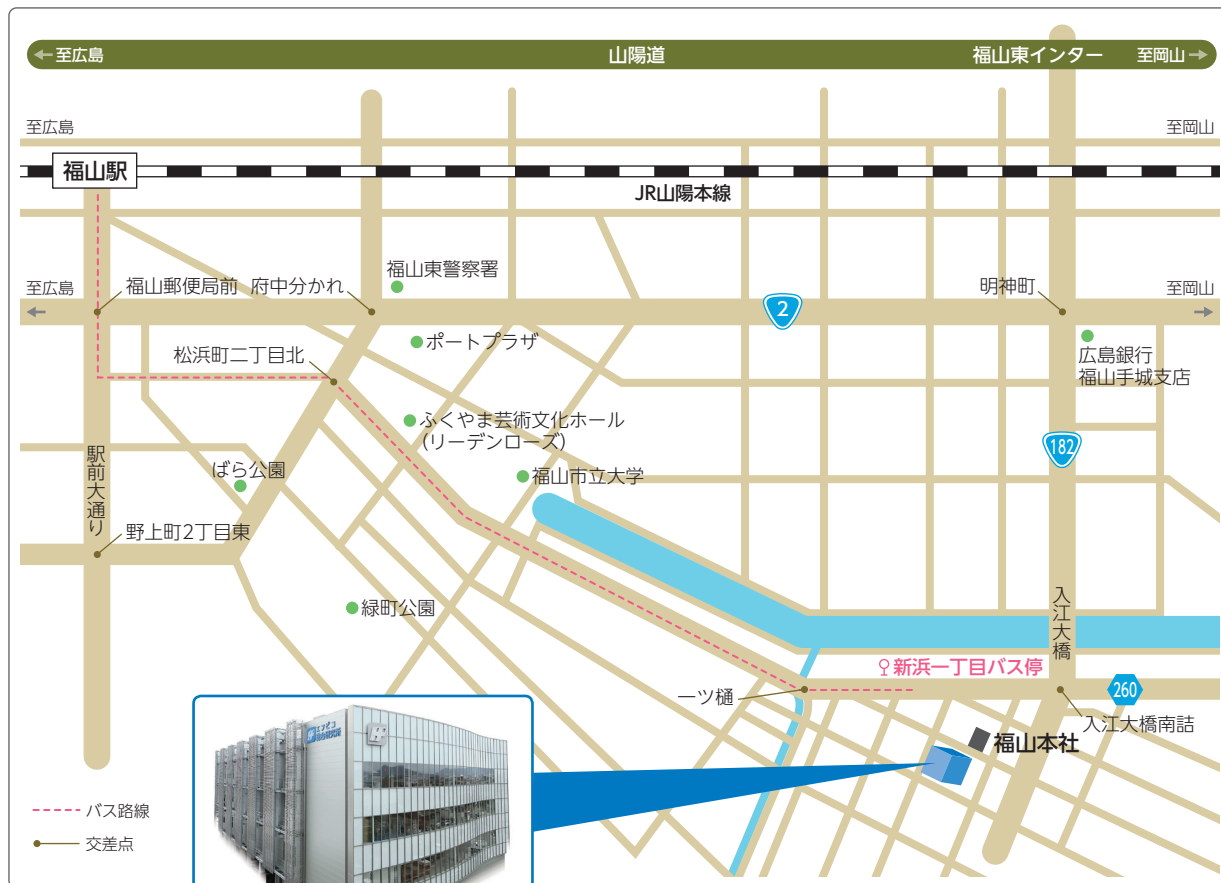 至広島
山陽道
福山東インター
至岡山
至広島
至岡山
福山駅
JR山陽本線
福山東警察署
至広島
福山郵便局前
府中分かれ
2
明神町
至岡山
ポートプラザ
松浜町二丁目北
広島銀行
福山手城支店
ふくやま芸術文化ホール
(リーデンローズ)
182
駅前大通り
ばら公園
福山市立大学
野上町2丁目東
緑町公園
入江大橋
新浜一丁目バス停
一ツ樋
260
入江大橋南詰
福山本社
バス路線
交差点